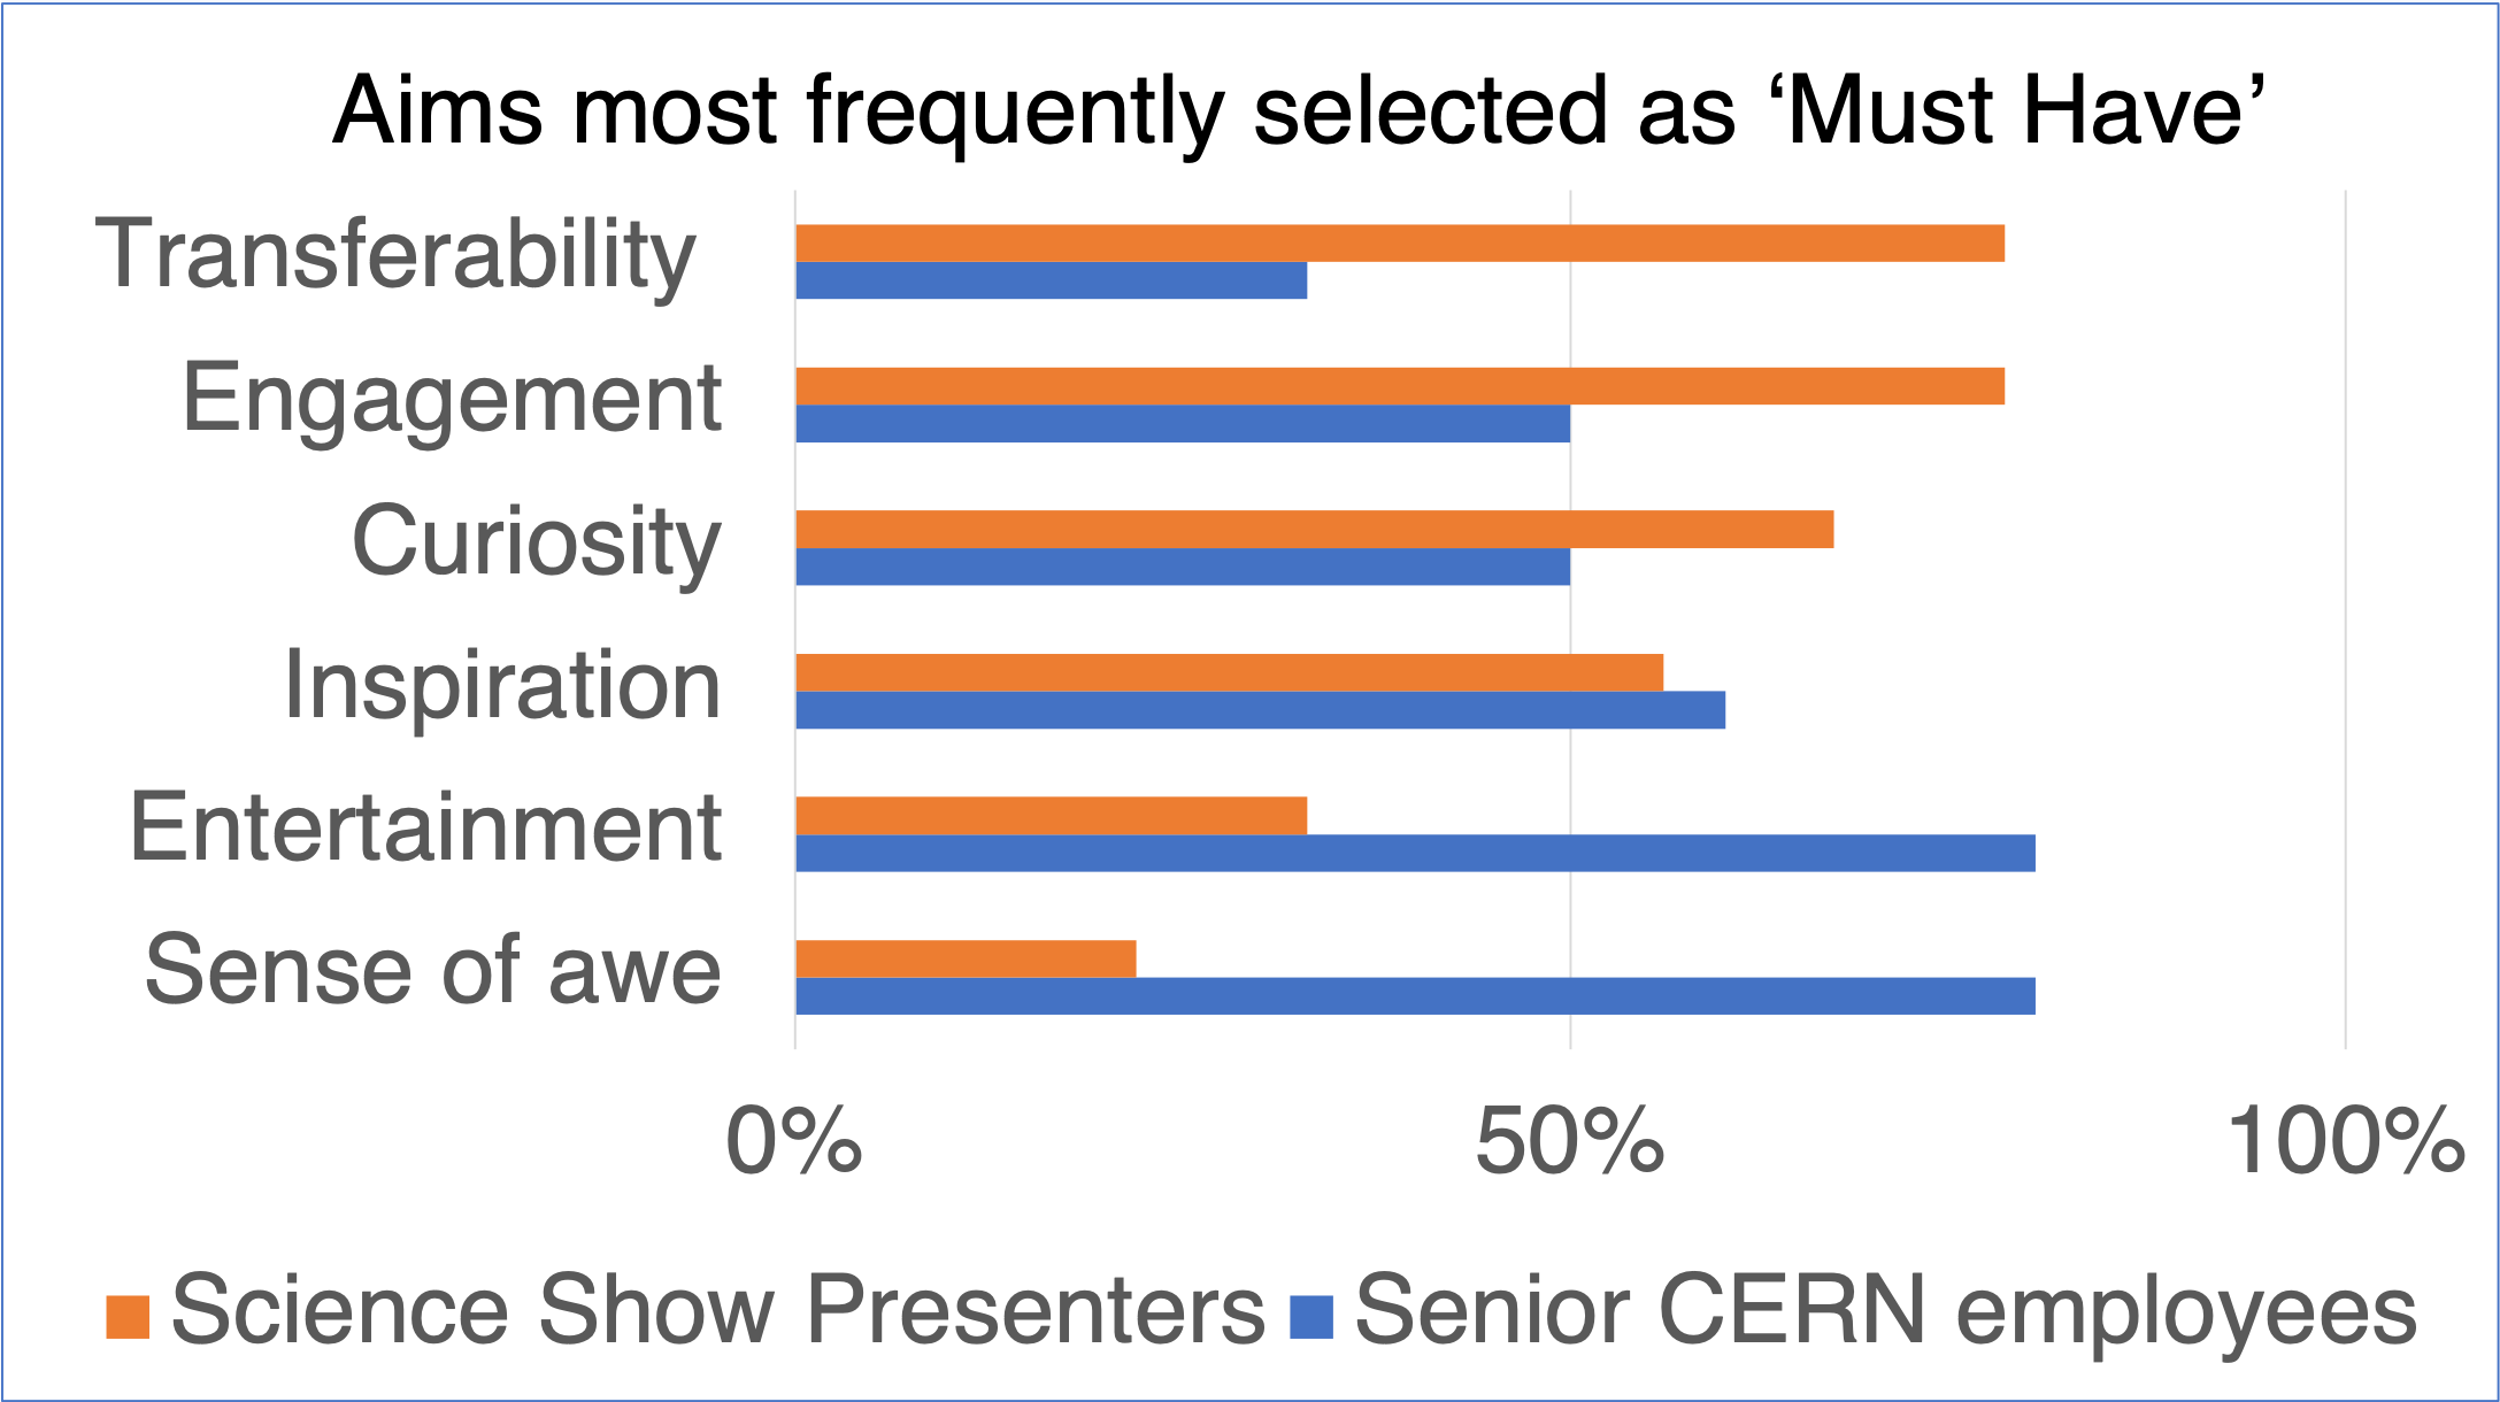 Aims most frequently selected as ‘Must Have’
Transferability
Engagement
Curiosity
Inspiration
Entertainment
Sense of awe
0% 50% 100%
Science Show Presenters Senior CERN employees